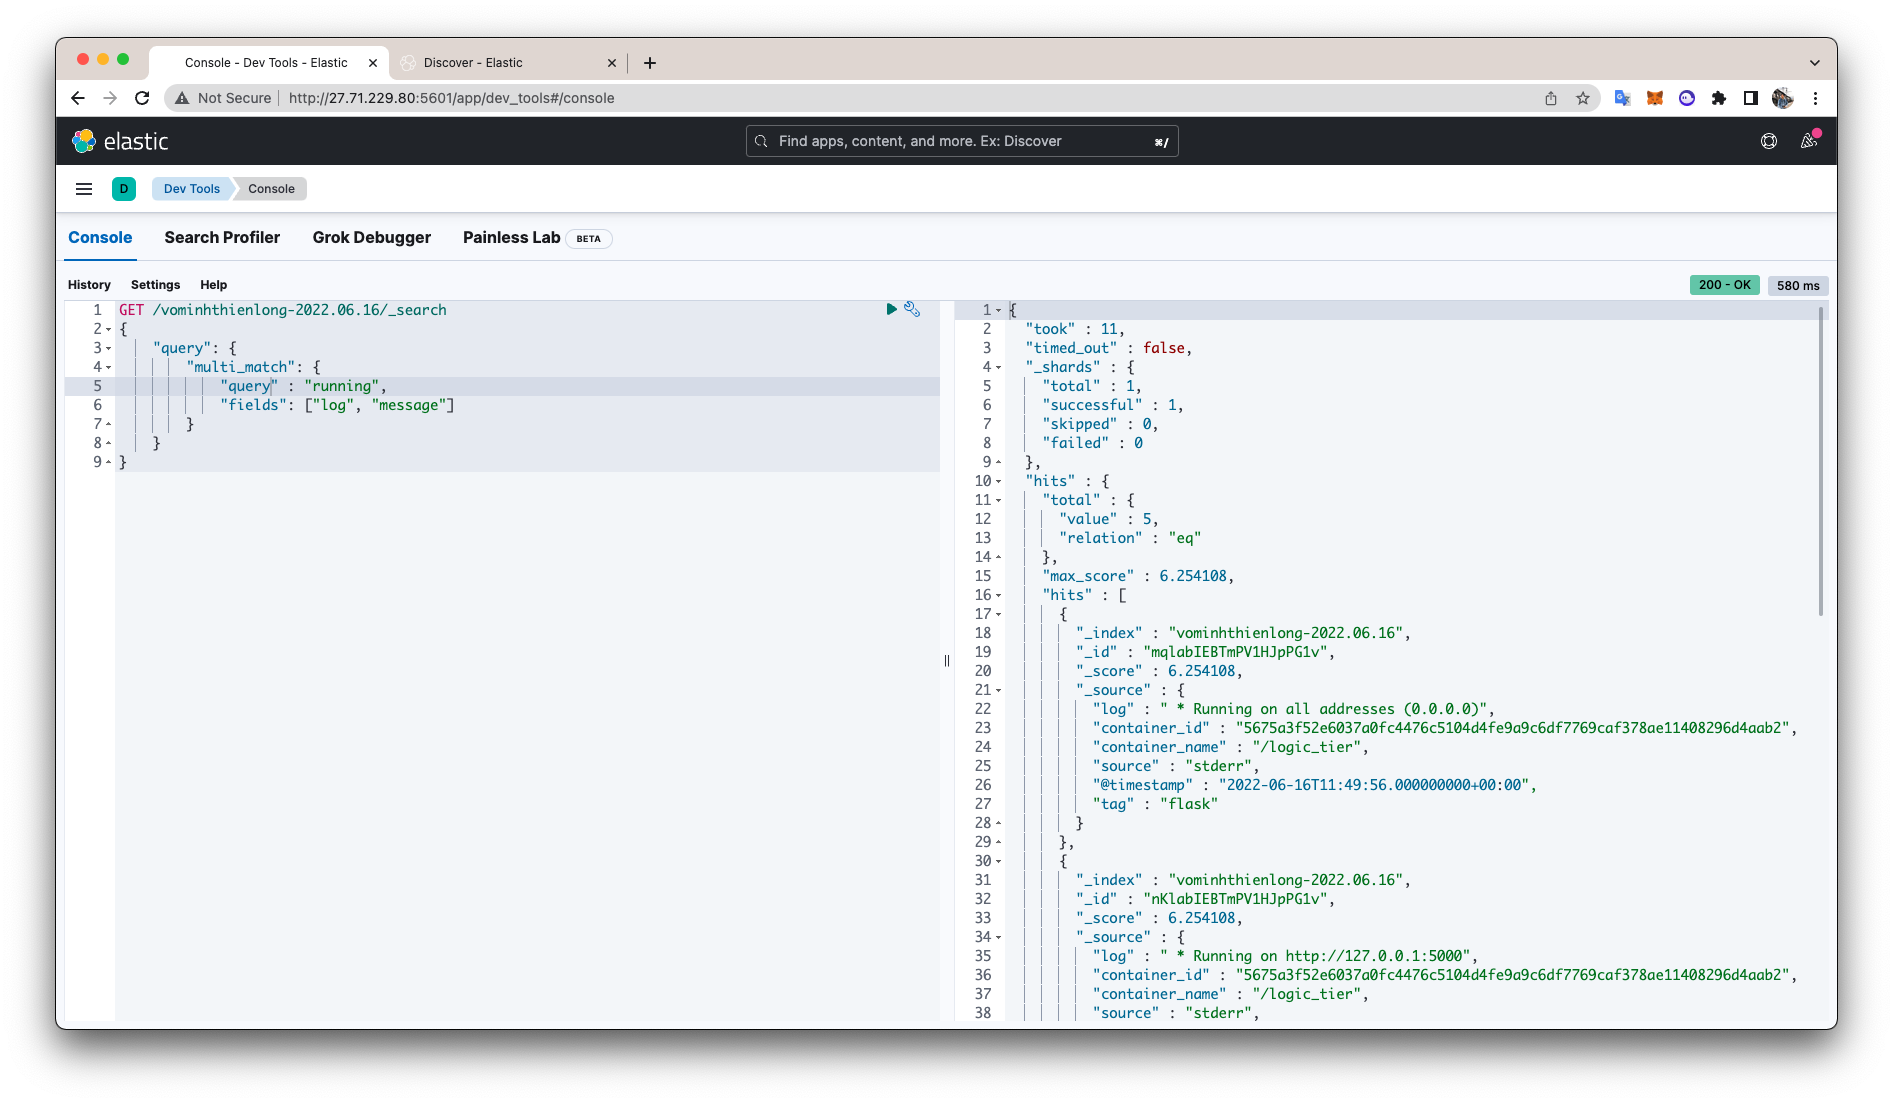 Console - Dev Tools - Elastic
Discover - Elastic
Not Secure
http://27.71.229.80:5601/app/dev_tools#/console
elastic
Find apps, content, and more. Ex: Discover
⌘/
D
Dev Tools
Console
Console
Search Profiler
Grok Debugger
Painless Lab
BETA
History
Settings
Help
200 - OK
580 ms
1 GET /vominhthienlong-2022.06.16/_search
2 {
3 "query": {
4 "multi_match": {
5 "query" : "running",
6 "fields": ["log", "message"]
7 }
8 }
9 }
1 {
2 "took" : 11,
3 "timed_out" : false,
4 "_shards" : {
5 "total" : 1,
6 "successful" : 1,
7 "skipped" : 0,
8 "failed" : 0
9 },
10 "hits" : {
11 "total" : {
12 "value" : 5,
13 "relation" : "eq"
14 },
15 "max_score" : 6.254108,
16 "hits" : [
17 {
18 "_index" : "vominhthienlong-2022.06.16",
19 "_id" : "mqlabIEBTmPV1HJpPG1v",
20 "_score" : 6.254108,
21 "_source" : {
22 "log" : " * Running on all addresses (0.0.0.0)",
23 "container_id" : "5675a3f52e6037a0fc4476c5104d4fe9a9c6df7769caf378ae11408296d4aab2",
24 "container_name" : "/logic_tier",
25 "source" : "stderr",
26 "@timestamp" : "2022-06-16T11:49:56.000000000+00:00",
27 "tag" : "flask"
28 }
29 },
30 {
31 "_index" : "vominhthienlong-2022.06.16",
32 "_id" : "nKlabIEBTmPV1HJpPG1v",
33 "_score" : 6.254108,
34 "_source" : {
35 "log" : " * Running on http://127.0.0.1:5000",
36 "container_id" : "5675a3f52e6037a0fc4476c5104d4fe9a9c6df7769caf378ae11408296d4aab2",
37 "container_name" : "/logic_tier",
38 "source" : "stderr",